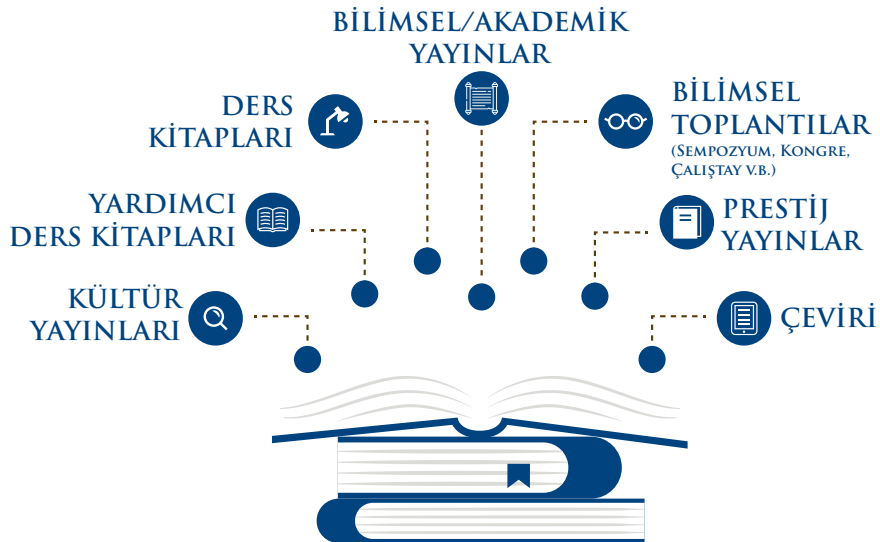 BİLİMSEL/AKADEMİK
YAYINLAR
DERS
KİTAPLARI
BİLİMSEL
TOPLANTILAR
(SEMPOZYUM, KONGRE,
ÇALIŞTAY V.B.)
YARDIMCI
DERS KİTAPLARI
PRESTİJ
YAYINLAR
KÜLTÜR
YAYINLARI
ÇEVİRİ